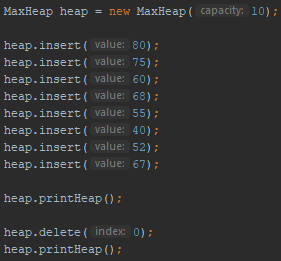 MaxHeap heap = new MaxHeap( capacity: 10);
heap.insert( value: 80);
heap.insert( value: 75);
heap.insert( value: 60);
heap.insert( value: 68);
heap.insert( value: 55);
heap.insert( value: 40);
heap.insert( value: 52);
heap.insert( value: 67);
heap.printHeap();
heap.delete( index: 0);
heap.printHeap();